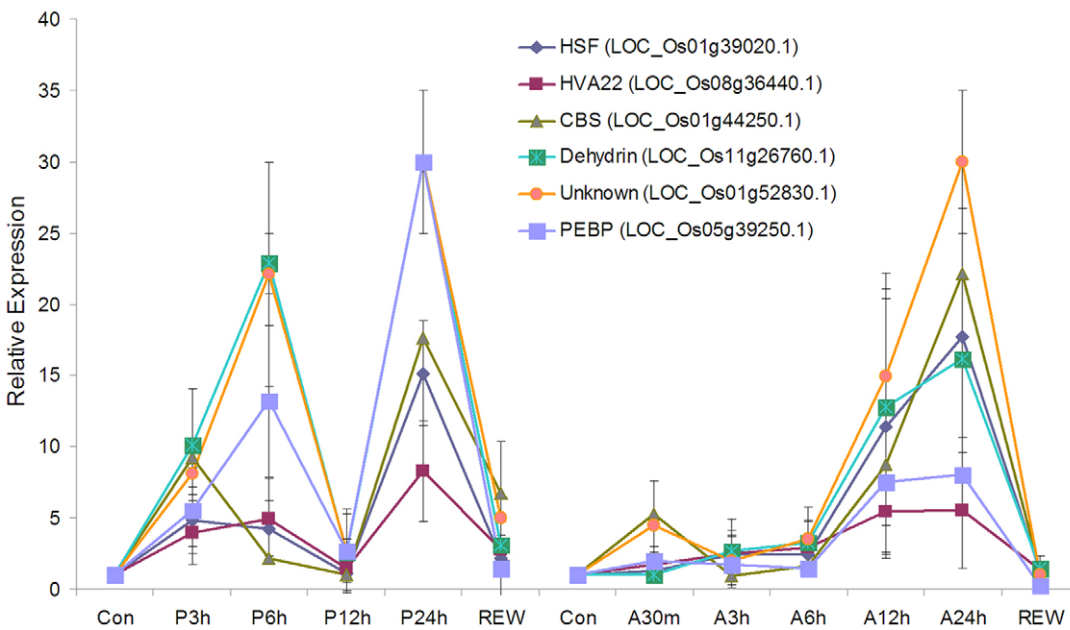 40
35
30
25
20
15
10
5
0
Relative Expression
HSF (LOC_Os01g39020.1)
HVA22 (LOC_Os08g36440.1)
CBS (LOC_Os01g44250.1)
Dehydrin (LOC_Os11g26760.1)
Unknown (LOC_Os01g52830.1)
PEBP (LOC_Os05g39250.1)
Con P3h P6h P12h P24h REW Con A30m A3h A6h A12h A24h REW